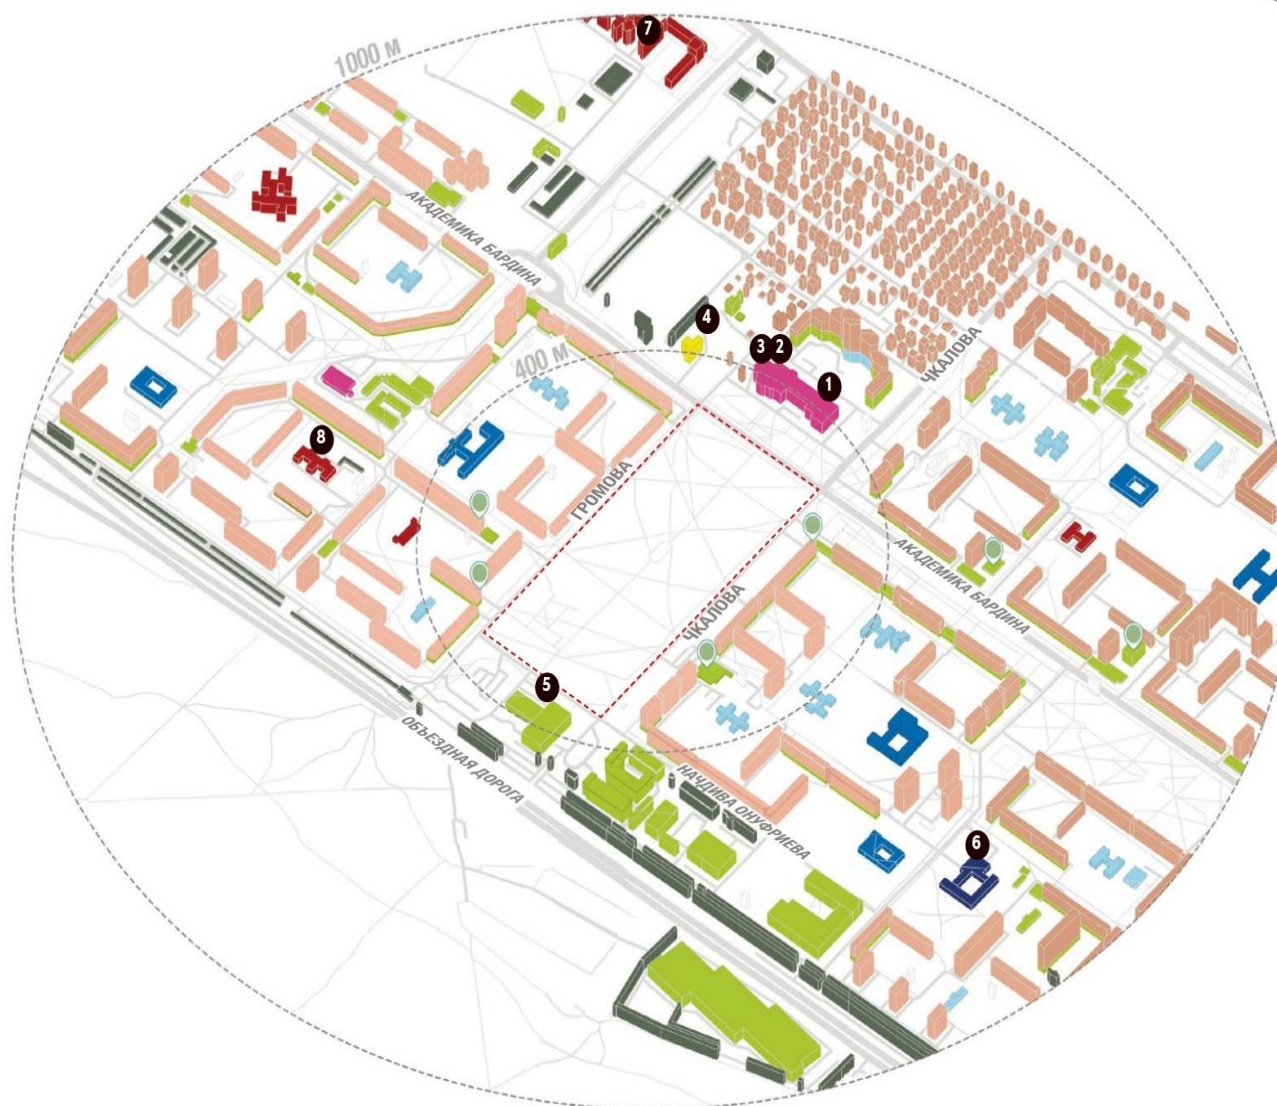 7
1000 М
АКАДЕМИКА БАРДИНА
4
3
2
400 М
ЧКАЛОВА
1
8
ГРОМОВА
АКАДЕМИКА БАРДИНА
ЧКАЛОВА
5
ОБЪЕЗДНАЯ ДОРОГА
НАЧДИВА ОНУФРИЕВА
6